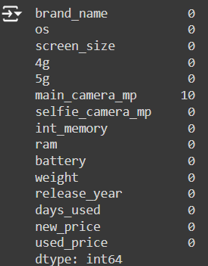 brand_name 0
os 0
screen_size 0
4g 0
5g 0
main_camera_mp 10
selfie_camera_mp 0
int_memory 0
ram 0
battery 0
weight 0
release_year 0
days_used 0
new_price 0
used_price 0
dtype: int64